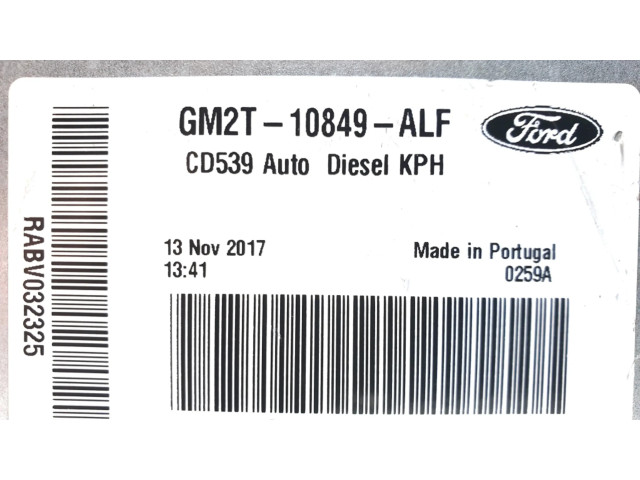 GM2T-10849-ALF
Ford
CD539 Auto Diesel KPH
13 Nov 2017
13:41
Made in Portugal
0259A
RABV032325